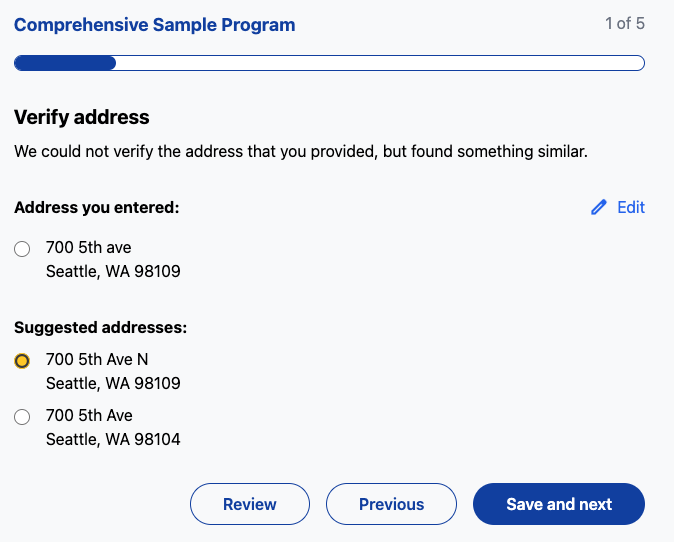 Comprehensive Sample Program
1 of 5
Verify address
We could not verify the address that you provided, but found something similar.
Address you entered:
Edit
700 5th ave
Seattle, WA 98109
Suggested addresses:
700 5th Ave N
Seattle, WA 98109
700 5th Ave
Seattle, WA 98104
Review
Previous
Save and next